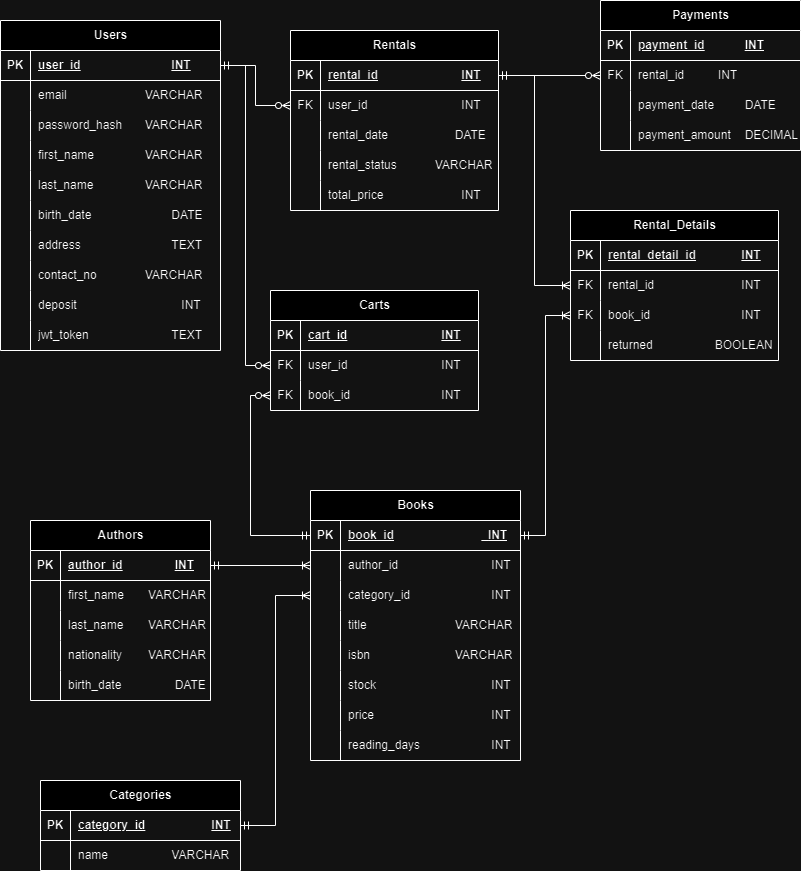 Users
PK user_id INT
email VARCHAR
password_hash VARCHAR
first_name VARCHAR
last_name VARCHAR
birth_date DATE
address TEXT
contact_no VARCHAR
deposit INT
jwt_token TEXT
Rentals
PK rental_id INT
FK user_id INT
rental_date DATE
rental_status VARCHAR
total_price INT
Payments
PK payment_id INT
FK rental_id INT
payment_date DATE
payment_amount DECIMAL
Rental_Details
PK rental_detail_id INT
FK rental_id INT
FK book_id INT
returned BOOLEAN
Carts
PK cart_id INT
FK user_id INT
FK book_id INT
Books
PK book_id INT
author_id INT
category_id INT
title VARCHAR
isbn VARCHAR
stock INT
price INT
reading_days INT
Authors
PK author_id INT
first_name VARCHAR
last_name VARCHAR
nationality VARCHAR
birth_date DATE
Categories
PK category_id INT
name VARCHAR